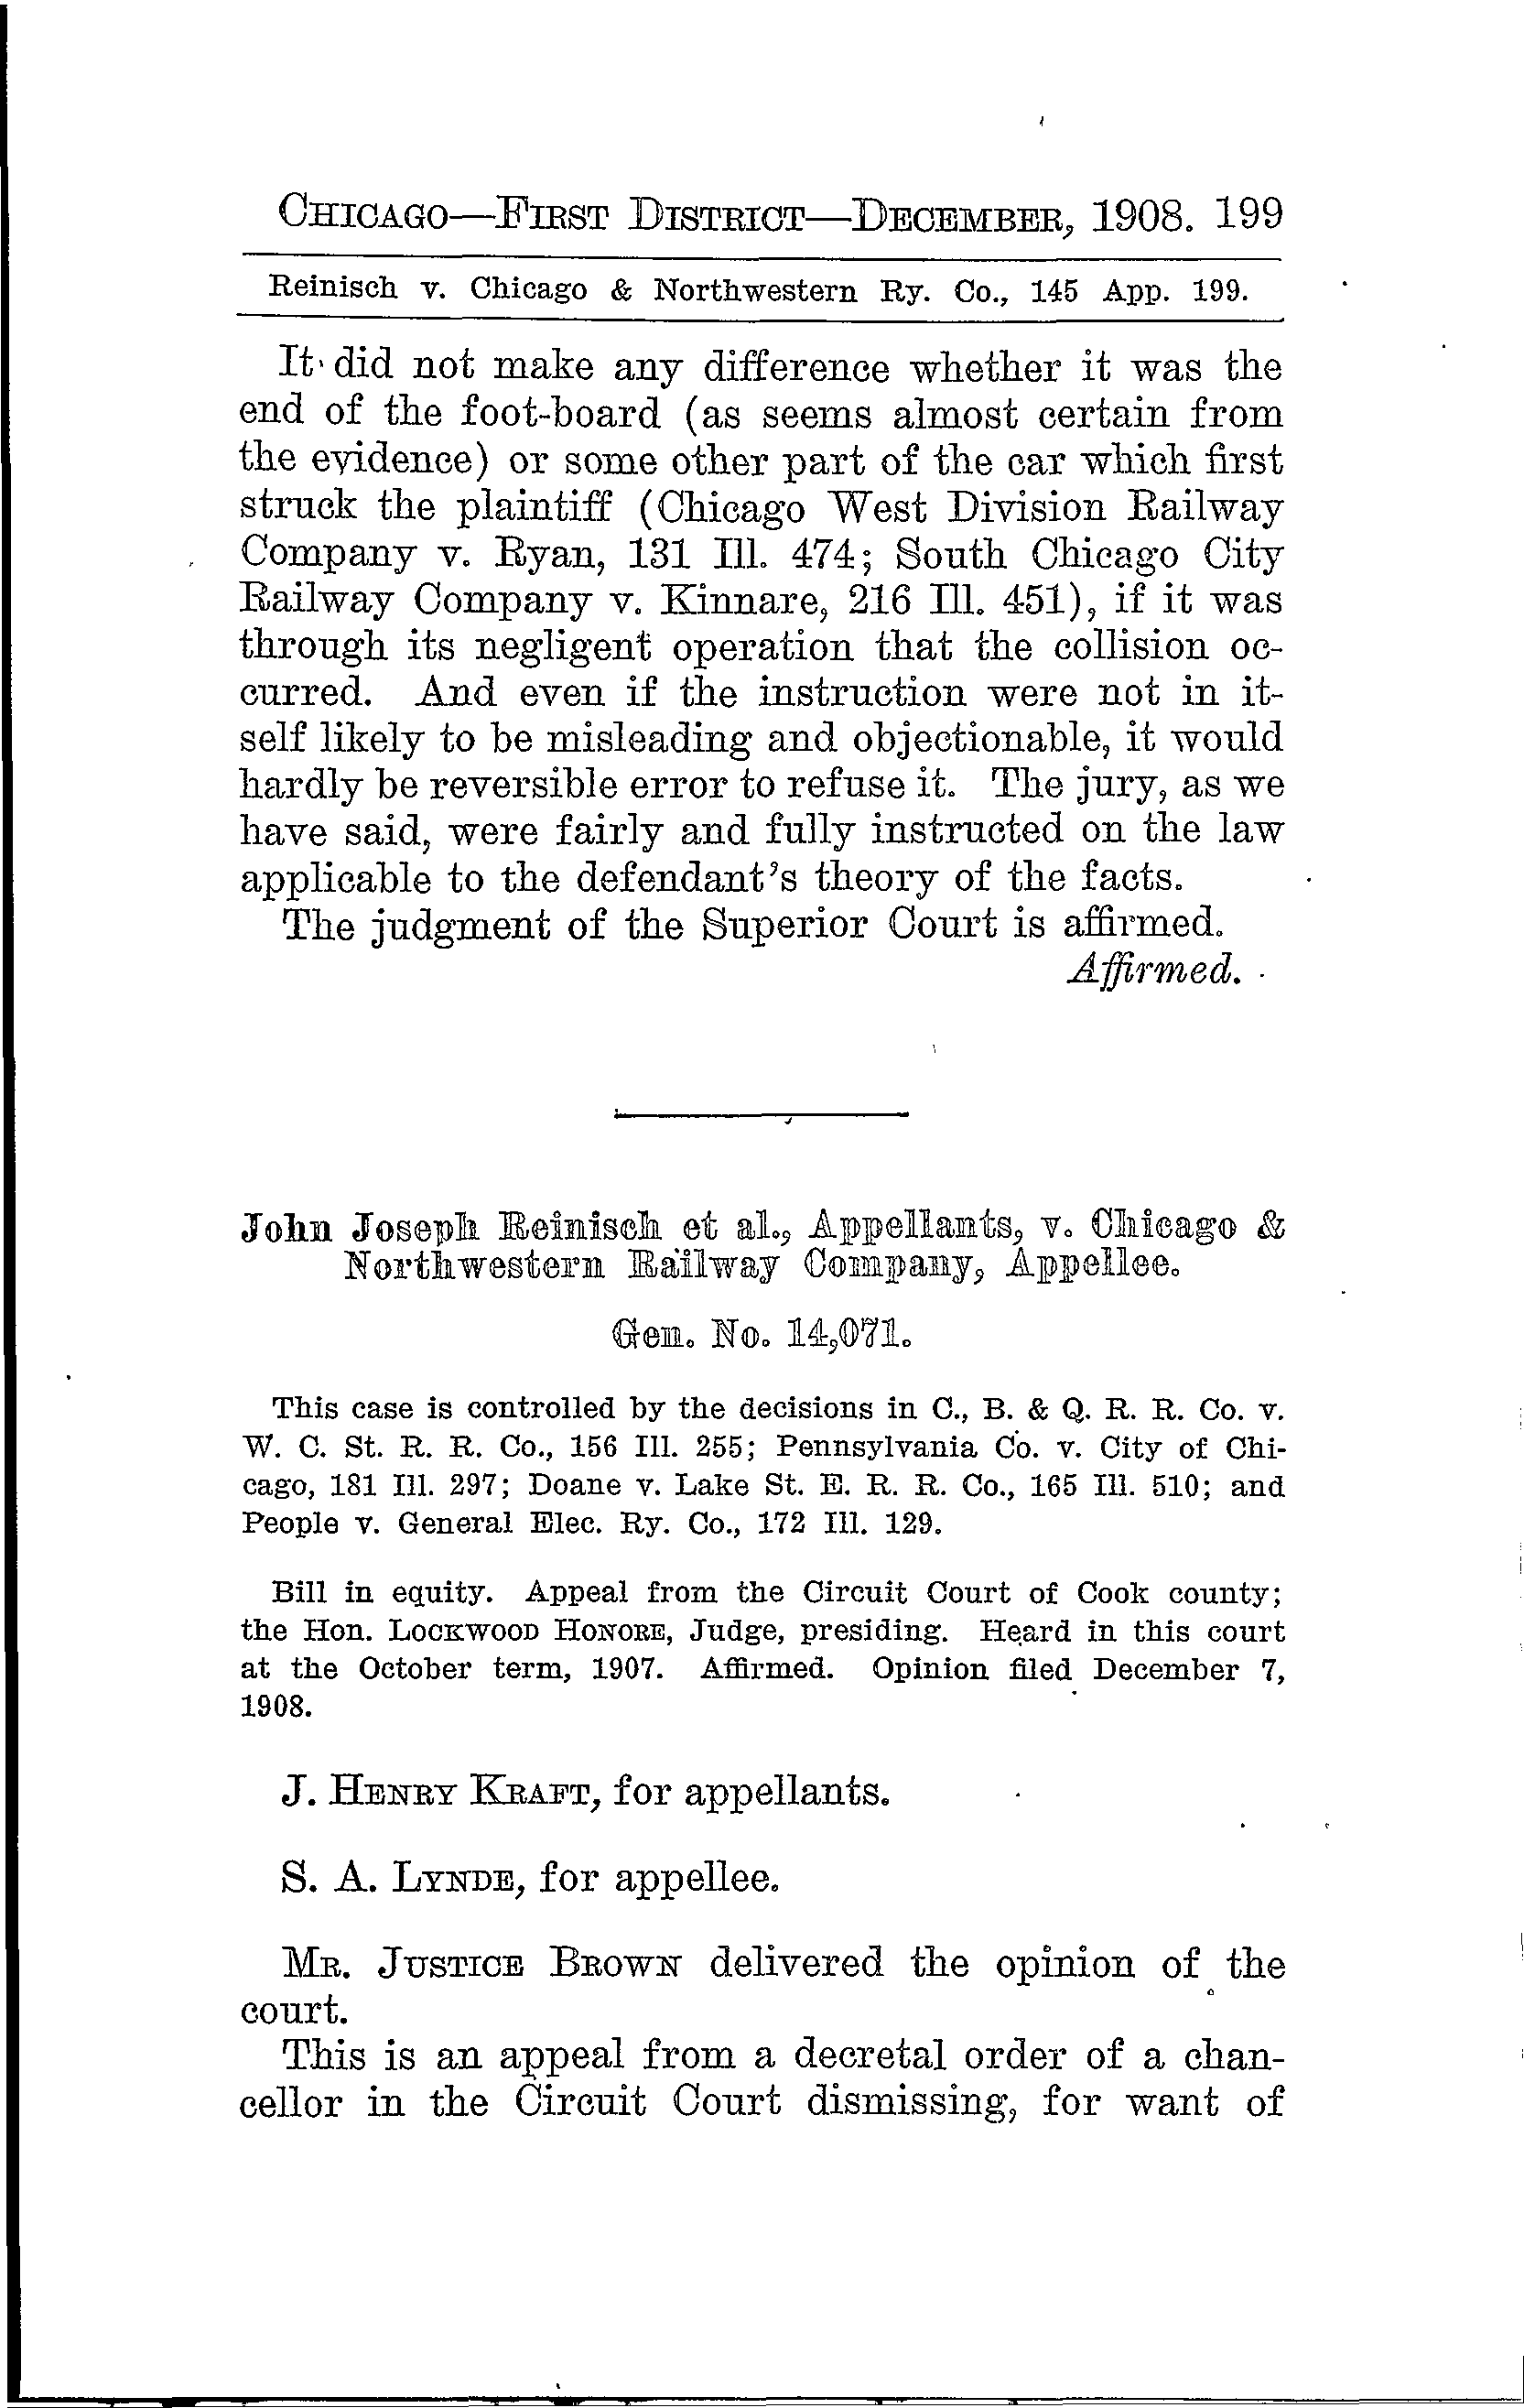 CHICAGO—FIRST DISTRICT—DECEMBER, 1908. 199
Reinisch v. Chicago & Northwestern Ry. Co., 145 App. 199.
It did not make any difference whether it was the
end of the foot-board (as seems almost certain from
the evidence) or some other part of the car which first
struck the plaintiff (Chicago West Division Railway
Company v. Ryan, 131 Ill. 474; South Chicago City
Railway Company v. Kinnare, 216 Ill. 451), if it was
through its negligent operation that the collision oc-
curred. And even if the instruction were not in it-
self likely to be misleading and objectionable, it would
hardly be reversible error to refuse it. The jury, as we
have said, were fairly and fully instructed on the law
applicable to the defendant's theory of the facts.
The judgment of the Superior Court is affirmed.
Affirmed.
John Joseph Reinisch et al., Appellants, v. Chicago &
Northwestern Railway Company, Appellee.
Gen. No. 14,071.
This case is controlled by the decisions in C., B. & Q. R. R. Co. v.
W. C. St. R. R. Co., 156 Ill. 255; Pennsylvania Co. v. City of Chi-
cago, 181 Ill. 297; Doane v. Lake St. E. R. R. Co., 165 Ill. 510; and
People v. General Elec. Ry. Co., 172 Ill. 129.
Bill in equity. Appeal from the Circuit Court of Cook county;
the Hon. LOCKWOOD HONORE, Judge, presiding. Heard in this court
at the October term, 1907. Affirmed. Opinion filed December 7,
1908.
J. HENRY KRAFT, for appellants.
S. A. LYNDE, for appellee.
MR. JUSTICE BROWN delivered the opinion of the
court.
This is an appeal from a decretal order of a chan-
cellor in the Circuit Court dismissing, for want of